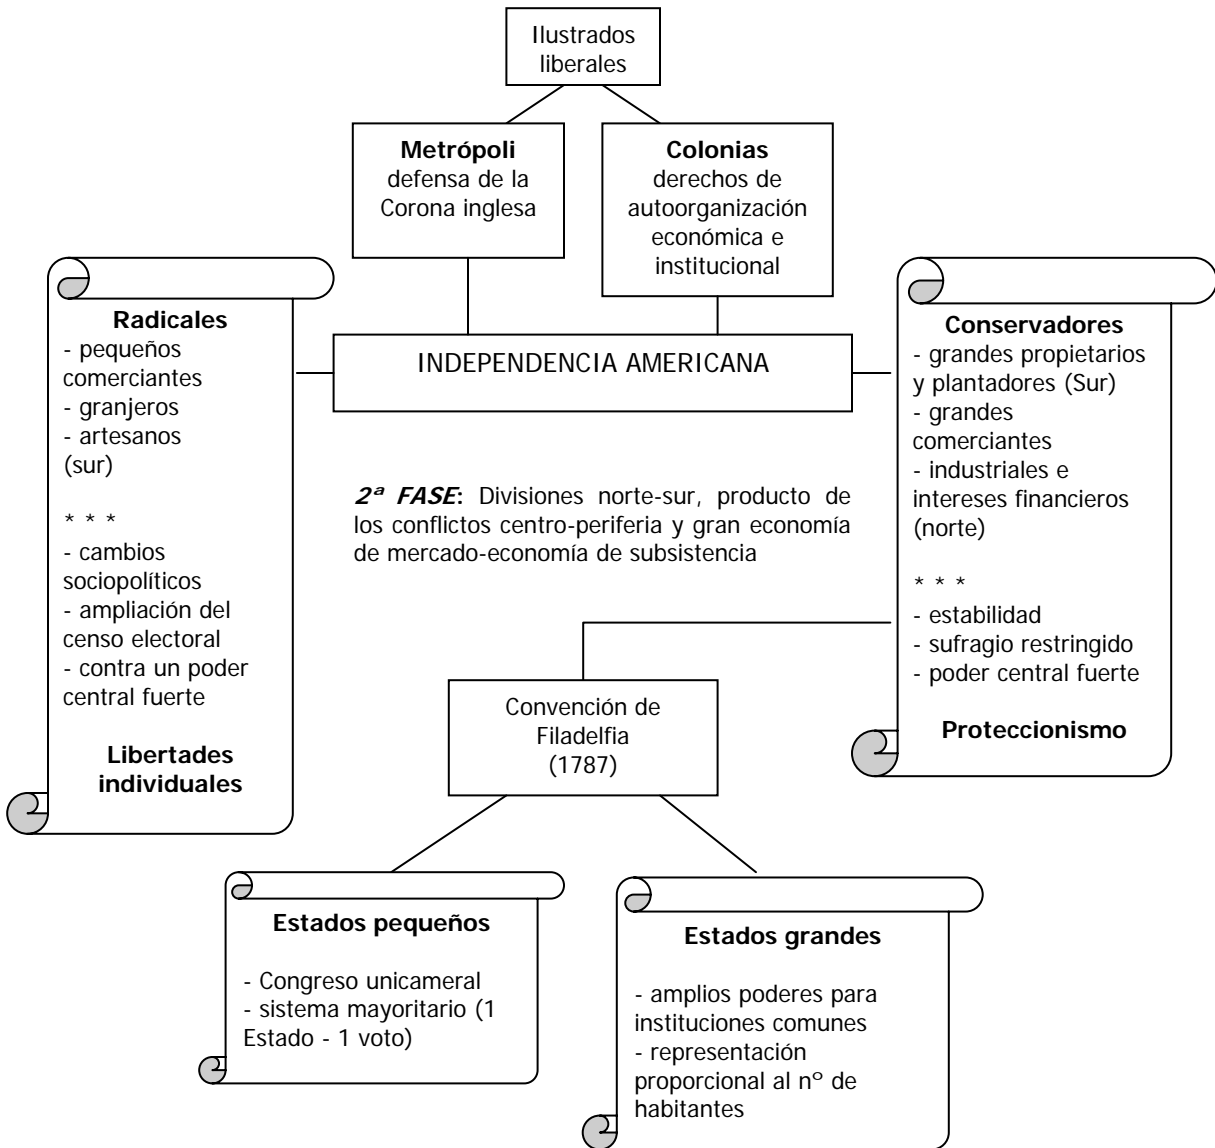 Ilustrados
liberales
Metrópoli
defensa de la
Corona inglesa
Colonias
derechos de
autoorganización
económica e
institucional
INDEPENDENCIA AMERICANA
Radicales
- pequeños
comerciantes
- granjeros
- artesanos
(sur)
* * *
- cambios
sociopolíticos
- ampliación del
censo electoral
- contra un poder
central fuerte
Libertades
individuales
Conservadores
- grandes propietarios
y plantadores (Sur)
- grandes
comerciantes
- industriales e
intereses financieros
(norte)
* * *
- estabilidad
- sufragio restringido
- poder central fuerte
Proteccionismo
2ª FASE: Divisiones norte-sur, producto de
los conflictos centro-periferia y gran economía
de mercado-economía de subsistencia
Convención de
Filadelfia
(1787)
Estados pequeños
- Congreso unicameral
- sistema mayoritario (1
Estado - 1 voto)
Estados grandes
- amplios poderes para
instituciones comunes
- representación
proporcional al nº de
habitantes